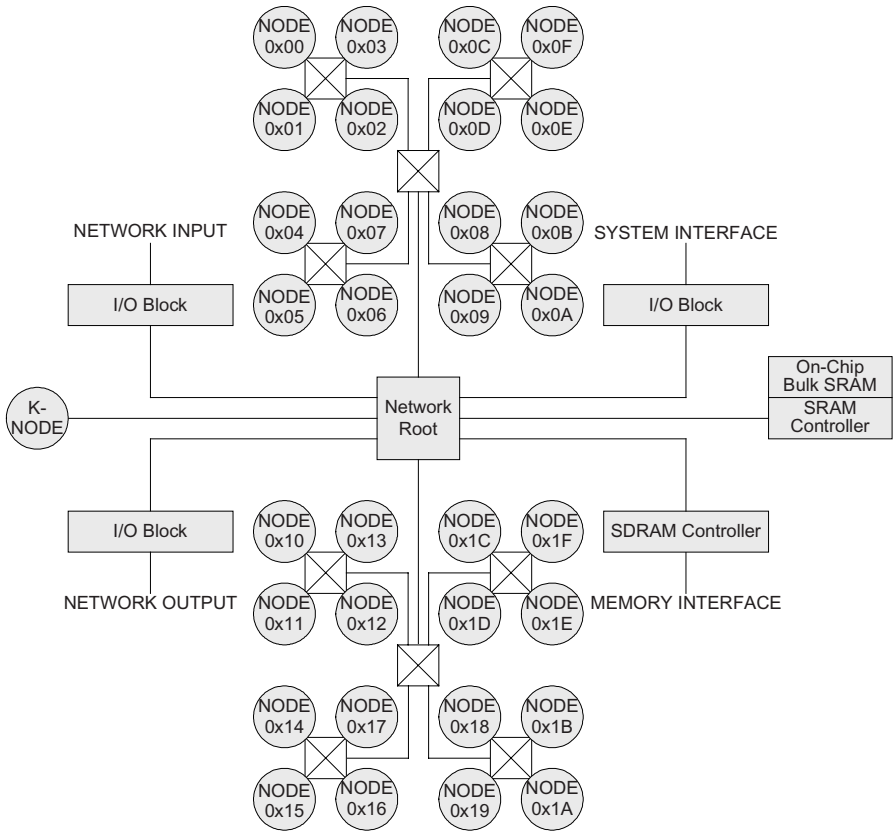 NODE
0x00
NODE
0x03
NODE
0x01
NODE
0x02
NODE
0x0C
NODE
0x0F
NODE
0x0D
NODE
0x0E
NODE
0x04
NODE
0x07
NODE
0x05
NODE
0x06
NODE
0x08
NODE
0x0B
NODE
0x09
NODE
0x0A
NETWORK INPUT
I/O Block
SYSTEM INTERFACE
I/O Block
K-
NODE
Network
Root
On-Chip
Bulk SRAM
SRAM
Controller
I/O Block
NETWORK OUTPUT
SDRAM Controller
MEMORY INTERFACE
NODE
0x10
NODE
0x13
NODE
0x11
NODE
0x12
NODE
0x1C
NODE
0x1F
NODE
0x1D
NODE
0x1E
NODE
0x14
NODE
0x17
NODE
0x15
NODE
0x16
NODE
0x18
NODE
0x1B
NODE
0x19
NODE
0x1A